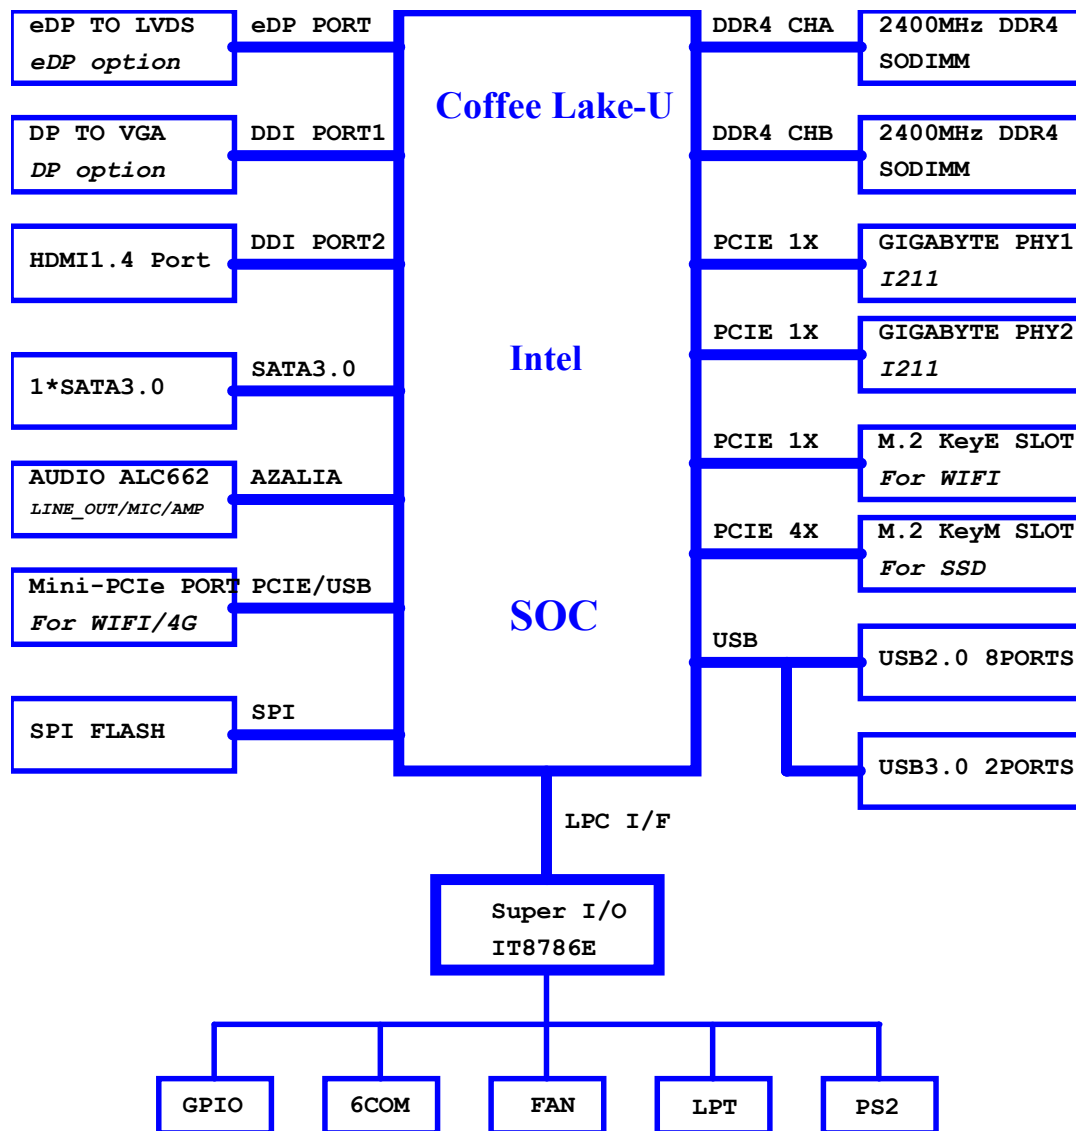 eDP TO LVDS
eDP option
eDP PORT
DP TO VGA
DP option
DDI PORT1
HDMI1.4 Port
DDI PORT2
1*SATA3.0
SATA3.0
AUDIO ALC662
LINE_OUT/MIC/AMP
AZALIA
Mini-PCIe PORT
For WIFI/4G
PCIE/USB
SPI FLASH
SPI
Coffee Lake-U
Intel
SOC
DDR4 CHA
2400MHz DDR4
SODIMM
DDR4 CHB
2400MHz DDR4
SODIMM
PCIE 1X
GIGABYTE PHY1
I211
PCIE 1X
GIGABYTE PHY2
I211
PCIE 1X
M.2 KeyE SLOT
For WIFI
PCIE 4X
M.2 KeyM SLOT
For SSD
USB
USB2.0 8PORTS
USB3.0 2PORTS
LPC I/F
Super I/O
IT8786E
GPIO
6COM
FAN
LPT
PS2